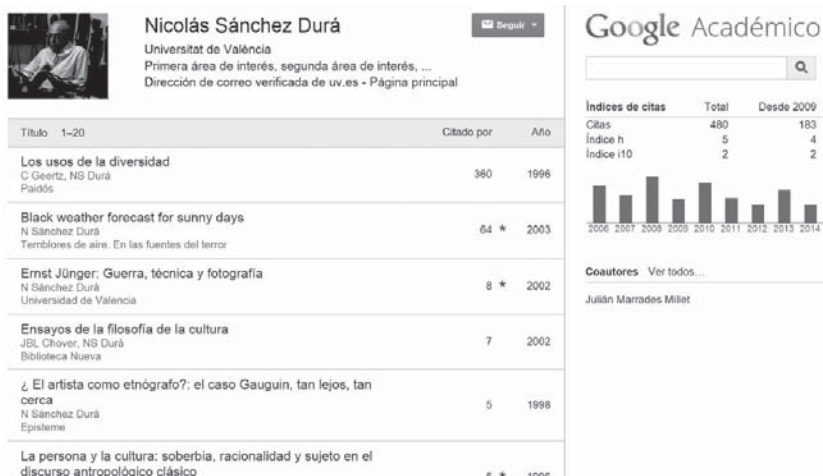 Nicolás Sánchez Durá
Universitat de València
Primera área de interés, segunda área de interés, ...
Dirección de correo verificada de uv.es - Página principal
Seguir
Título 1–20 Citado por Año
Los usos de la diversidad
C Geertz, NS Durá
Paidós
360 1996
Black weather forecast for sunny days
N Sánchez Durá
Temblores de aire. En las fuentes del terror
64 * 2003
Ernst Jünger: Guerra, técnica y fotografía
N Sánchez Durá
Universidad de Valencia
8 * 2002
Ensayos de la filosofía de la cultura
JBL Chover, NS Durá
Biblioteca Nueva
7 2002
¿ El artista como etnógrafo?: el caso Gauguin, tan lejos, tan
cerca
N Sánchez Durá
Episteme
5 1998
La persona y la cultura: soberbia, racionalidad y sujeto en el
discurso antropológico clásico
Google Académico
Índices de citas Total Desde 2009
Citas 480 183
Índice h 5 4
Índice i10 2 2
2006 2007 2008 2009 2010 2011 2012 2013 2014
Coautores Ver todos...
Julián Marrades Millet